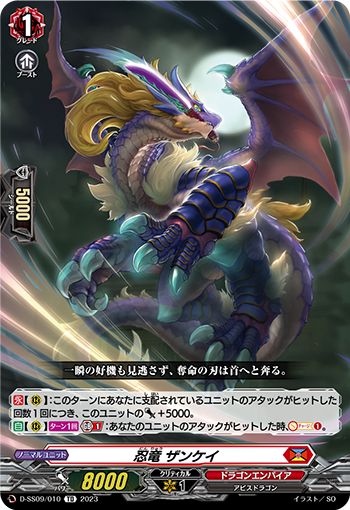 1
グレード
ブースト
5000
シールド
一瞬の好機も見逃さず、奪命の刃は首へと奔る。
永【R】:このターンにあなたに支配されているユニットのアタックがヒットした
回数1回につき、このユニットの+5000。
自【R】ターン1回:あなたのユニットのアタックがヒットした時、①。
ノーマルユニット
忍竜 ザンケイ
パワー
8000
クリティカル
1
ドラゴンエンパイア
アビスドラゴン
D-SS09/010 TD 2023
イラスト/ SO